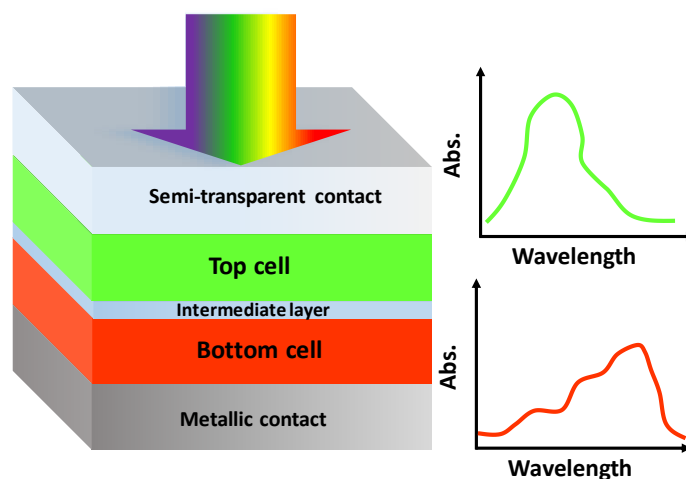 Semi-transparent contact
Top cell
Intermediate layer
Bottom cell
Metallic contact
Abs.
Wavelength
Abs.
Wavelength